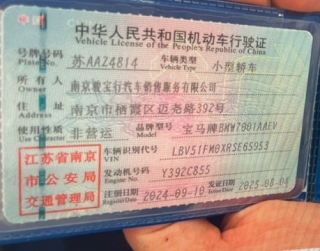 中华人民共和国机动车行驶证
Vehicle License of the People's Republic of China
号牌号码 苏AAZ4814 车辆类型 小型轿车
Plate No. Vehicle Type
所有人 南京骏宝行汽车销售服务有限公司
Owner
住址 南京市栖霞区迈尧路392号
Address
使用性质 非营运 品牌型号 宝马牌BMW7001AAEV
Use Character Model
江苏省南京 车辆识别代号 LBV51FM0XRSE65953
VIN
市公安局 发动机号码 Y392C855
Engine No.
交通管理局 注册日期 2024-09-10 发证日期 2025-08-04
Register Date Issue Date